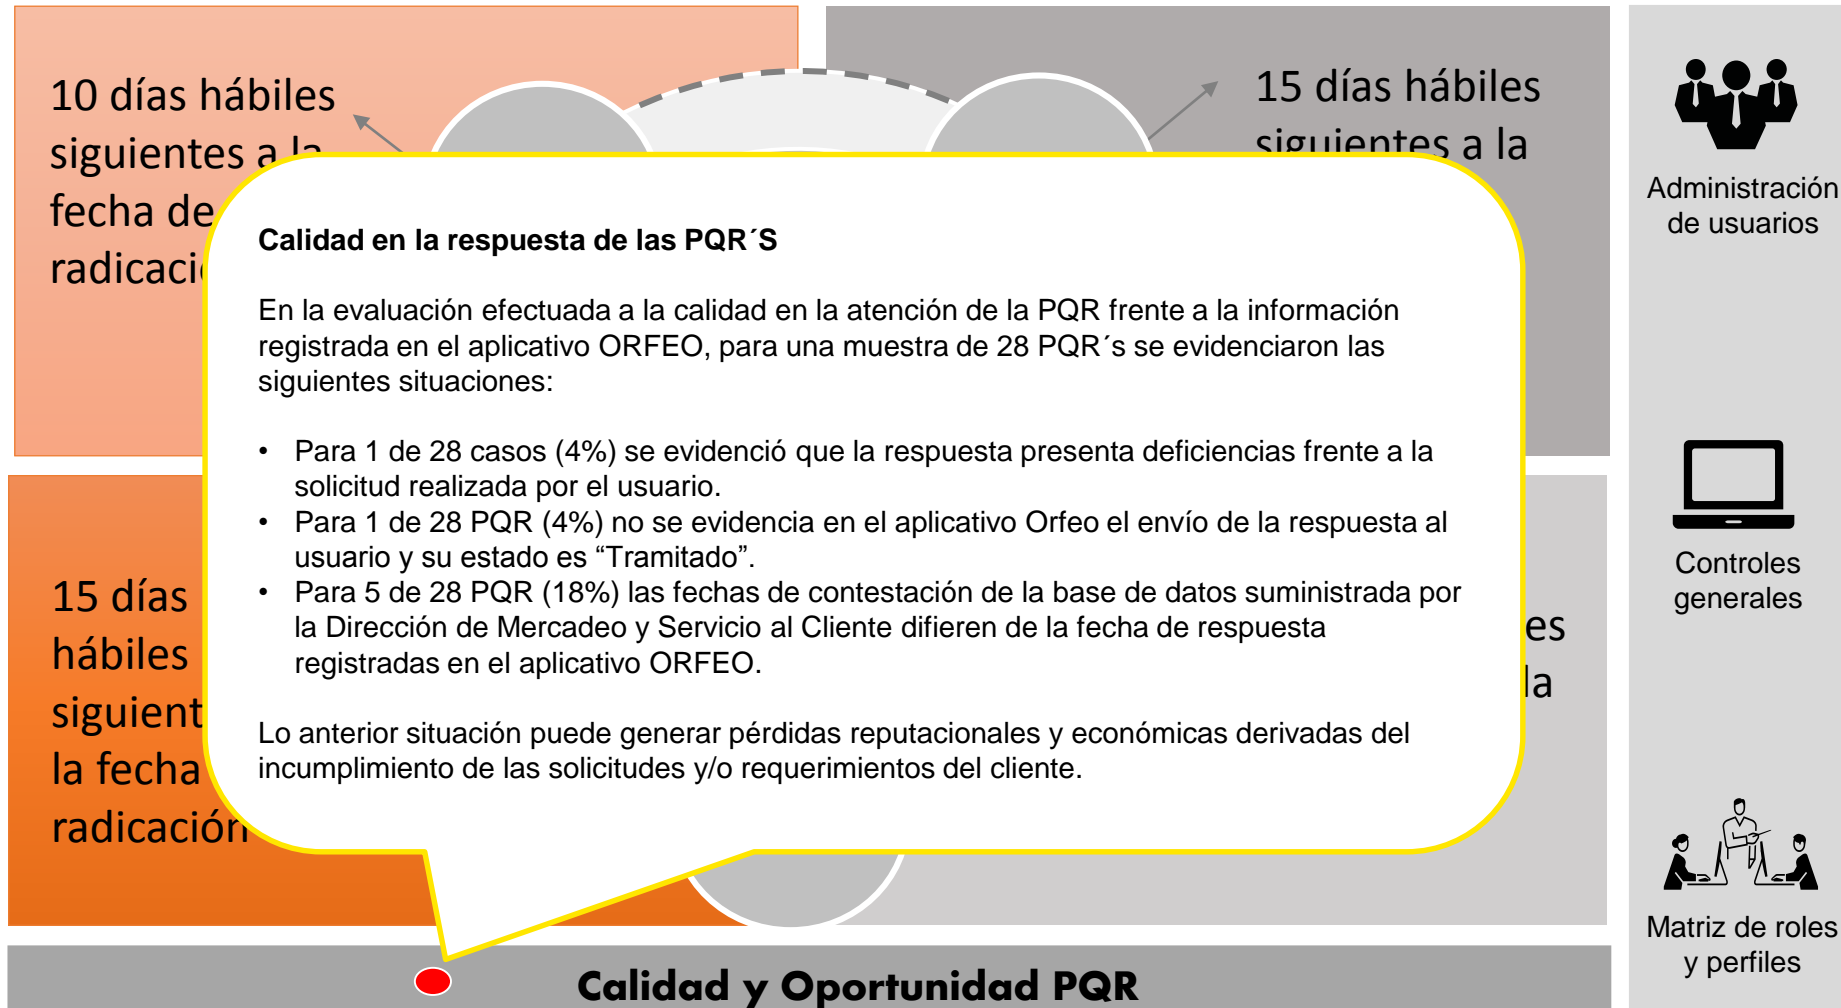 10 días hábiles
siguientes a la
fecha de
15 días hábiles
siguientes a la
Calidad en la respuesta de las PQR´S
En la evaluación efectuada a la calidad en la atención de la PQR frente a la información
registrada en el aplicativo ORFEO, para una muestra de 28 PQR´s se evidenciaron las
siguientes situaciones:
• Para 1 de 28 casos (4%) se evidenció que la respuesta presenta deficiencias frente a la
solicitud realizada por el usuario.
• Para 1 de 28 PQR (4%) no se evidencia en el aplicativo Orfeo el envío de la respuesta al
usuario y su estado es “Tramitado”.
• Para 5 de 28 PQR (18%) las fechas de contestación de la base de datos suministrada por
la Dirección de Mercadeo y Servicio al Cliente difieren de la fecha de respuesta
registradas en el aplicativo ORFEO.
Lo anterior situación puede generar pérdidas reputacionales y económicas derivadas del
incumplimiento de las solicitudes y/o requerimientos del cliente.
15 días
hábiles
la fecha
radicación
es
la
Calidad y Oportunidad PQR
Administración
de usuarios
Controles
generales
Matriz de roles
y perfiles